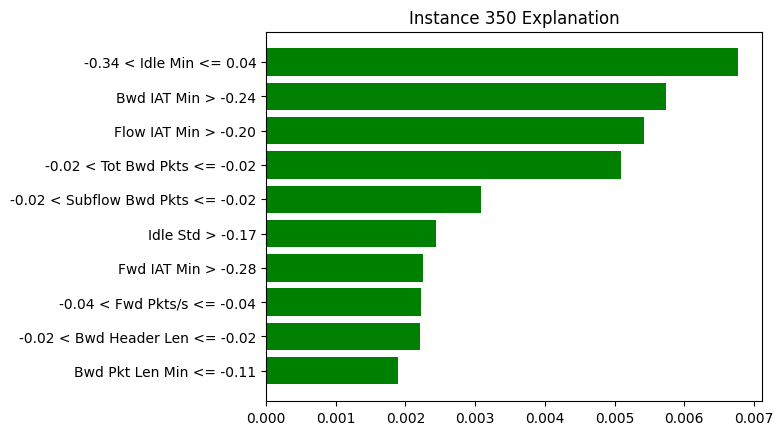 Instance 350 Explanation
-0.34 < Idle Min <= 0.04
Bwd IAT Min > -0.24
Flow IAT Min > -0.20
-0.02 < Tot Bwd Pkts <= -0.02
-0.02 < Subflow Bwd Pkts <= -0.02
Idle Std > -0.17
Fwd IAT Min > -0.28
-0.04 < Fwd Pkts/s <= -0.04
-0.02 < Bwd Header Len <= -0.02
Bwd Pkt Len Min <= -0.11
0.000 0.001 0.002 0.003 0.004 0.005 0.006 0.007